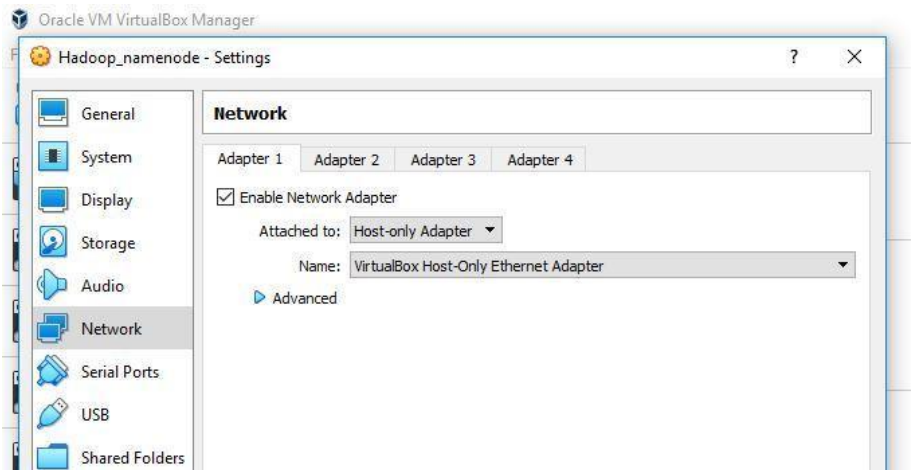 Oracle VM VirtualBox Manager
Hadoop_namenode - Settings
?
General
System
Display
Storage
Audio
Network
Serial Ports
USB
Shared Folders
Network
Adapter 1 Adapter 2 Adapter 3 Adapter 4
Enable Network Adapter
Attached to: Host-only Adapter
Name: VirtualBox Host-Only Ethernet Adapter
Advanced